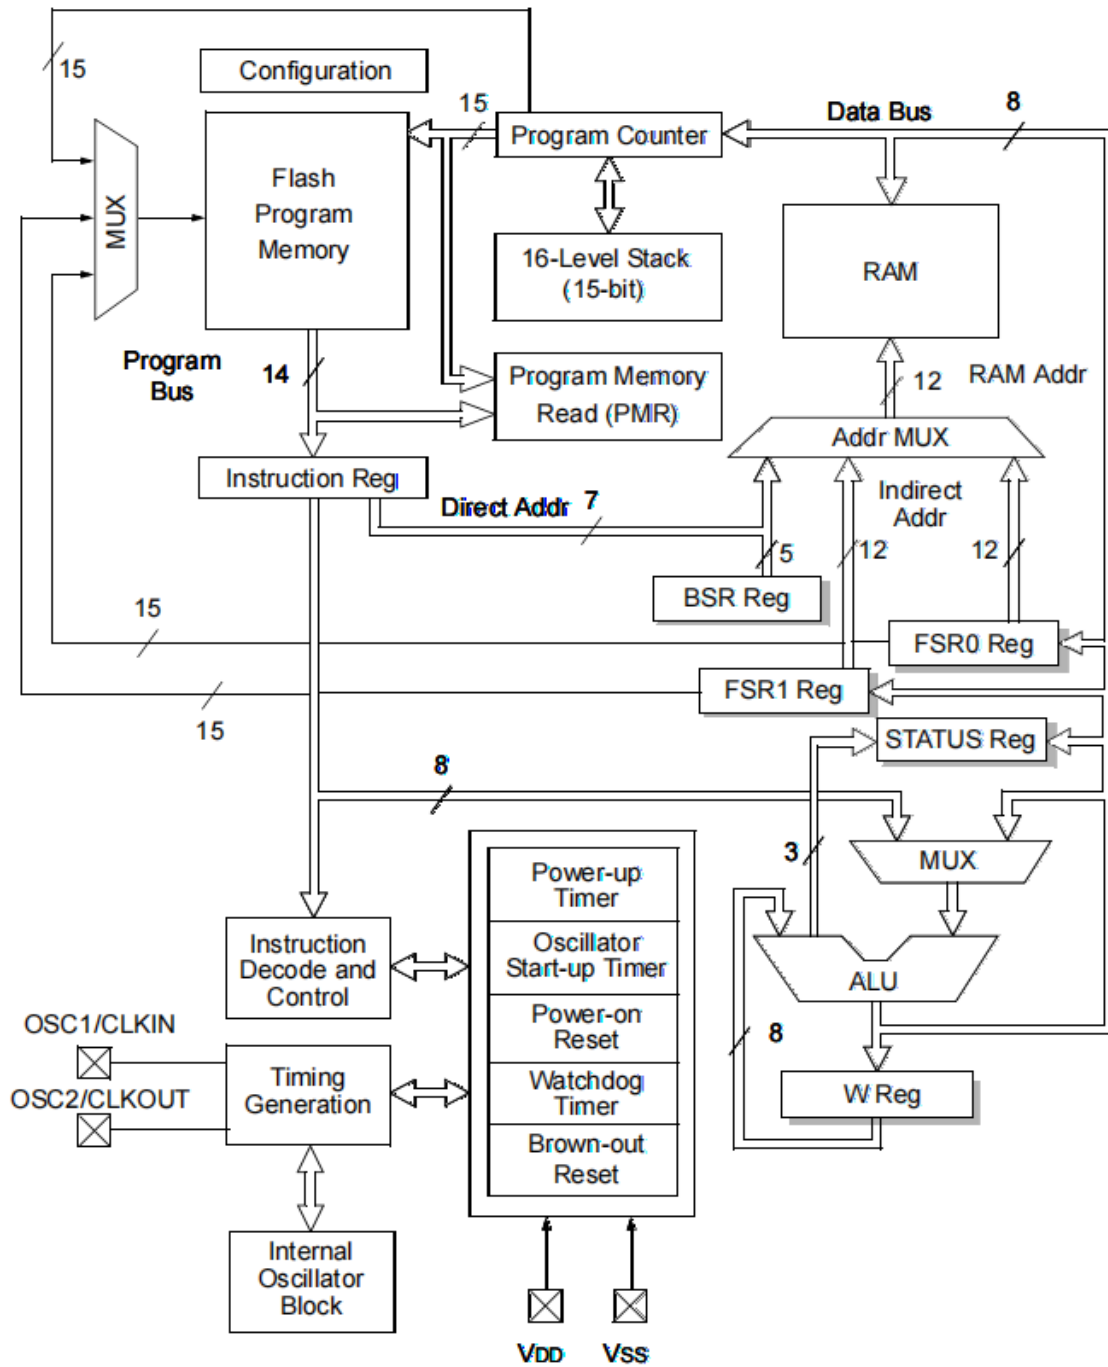 15
Configuration
15
Program Counter
Data Bus
8
MUX
Flash
Program
Memory
16-Level Stack
(15-bit)
RAM
Program
Bus
14
Program Memory
Read (PMR)
12
RAM Addr
Addr MUX
Instruction Reg
Direct Addr
7
Indirect
Addr
5
12
12
BSR Reg
15
FSR0 Reg
15
FSR1 Reg
STATUS Reg
8
3
MUX
Power-up
Timer
Instruction
Decode and
Control
Oscillator
Start-up Timer
ALU
OSC1/CLKIN
Power-on
Reset
8
OSC2/CLKOUT
Timing
Generation
Watchdog
Timer
W Reg
Brown-out
Reset
Internal
Oscillator
Block
VDD
VSS